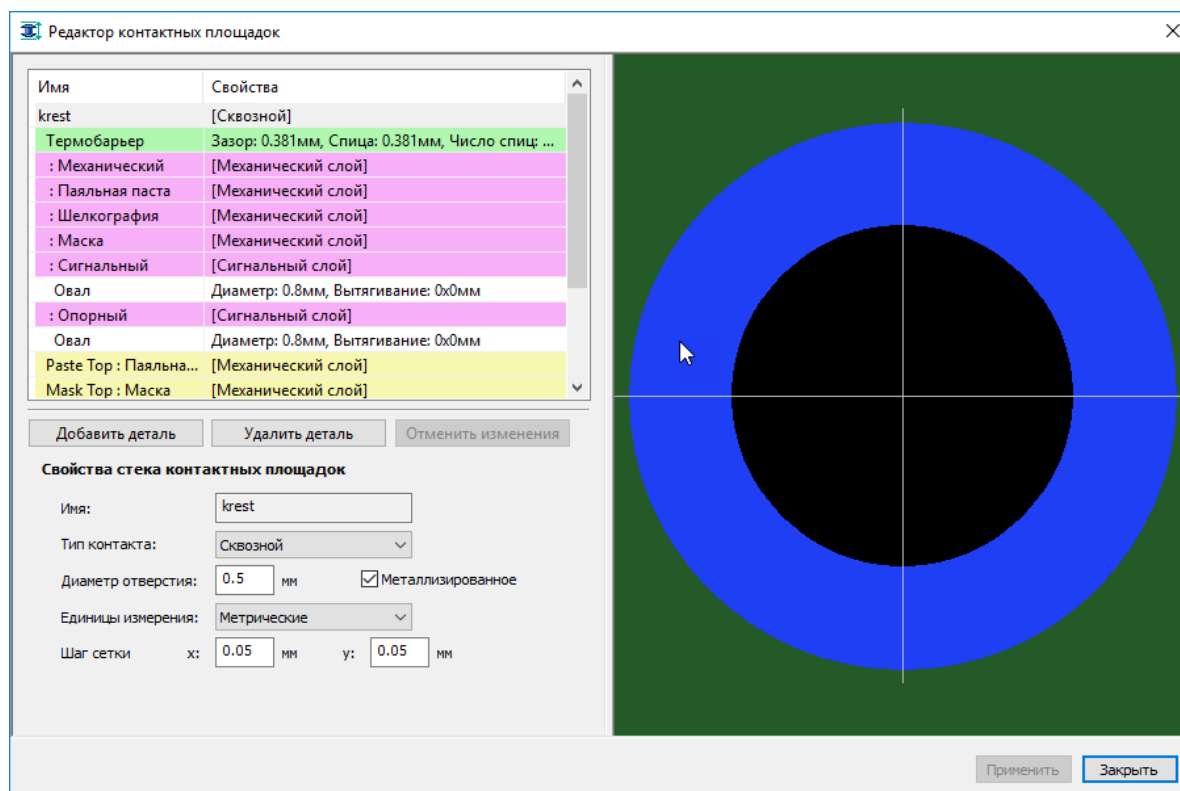 Редактор контактных площадок
Имя Свойства
krest [Сквозной]
Термобарьер Зазор: 0.381мм, Спица: 0.381мм, Число спиц: ...
: Механический [Механический слой]
: Паяльная паста [Механический слой]
: Шелкография [Механический слой]
: Маска [Механический слой]
: Сигнальный [Сигнальный слой]
Овал Диаметр: 0.8мм, Вытягивание: 0x0мм
: Опорный [Сигнальный слой]
Овал Диаметр: 0.8мм, Вытягивание: 0x0мм
Paste Top : Паяльна... [Механический слой]
Mask Top : Маска [Механический слой]
Добавить деталь Удалить деталь Отменить изменения
Свойства стека контактных площадок
Имя: krest
Тип контакта: Сквозной
Диаметр отверстия: 0.5 мм Металлизированное
Единицы измерения: Метрические
Шаг сетки x: 0.05 мм y: 0.05 мм
Применить Закрыть